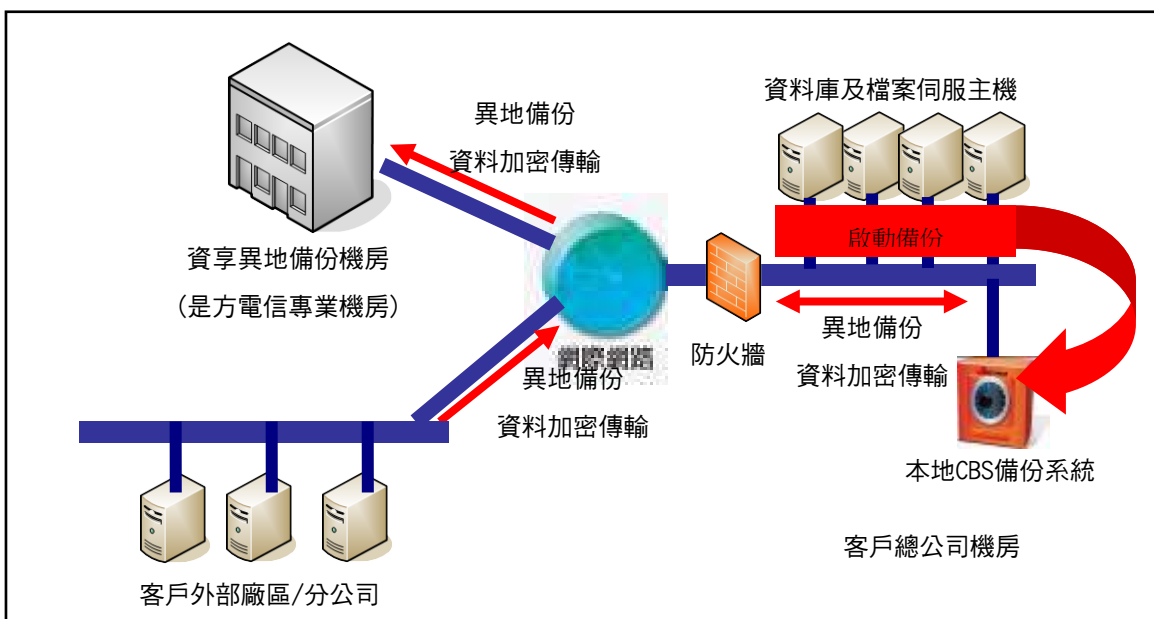 資料庫及檔案伺服主機
異地備份
資料加密傳輸
啟動備份
資享異地備份機房
(是方電信專業機房)
網際網路
防火牆
異地備份
資料加密傳輸
異地備份
資料加密傳輸
本地CBS備份系統
客戶總公司機房
客戶外部廠區/分公司